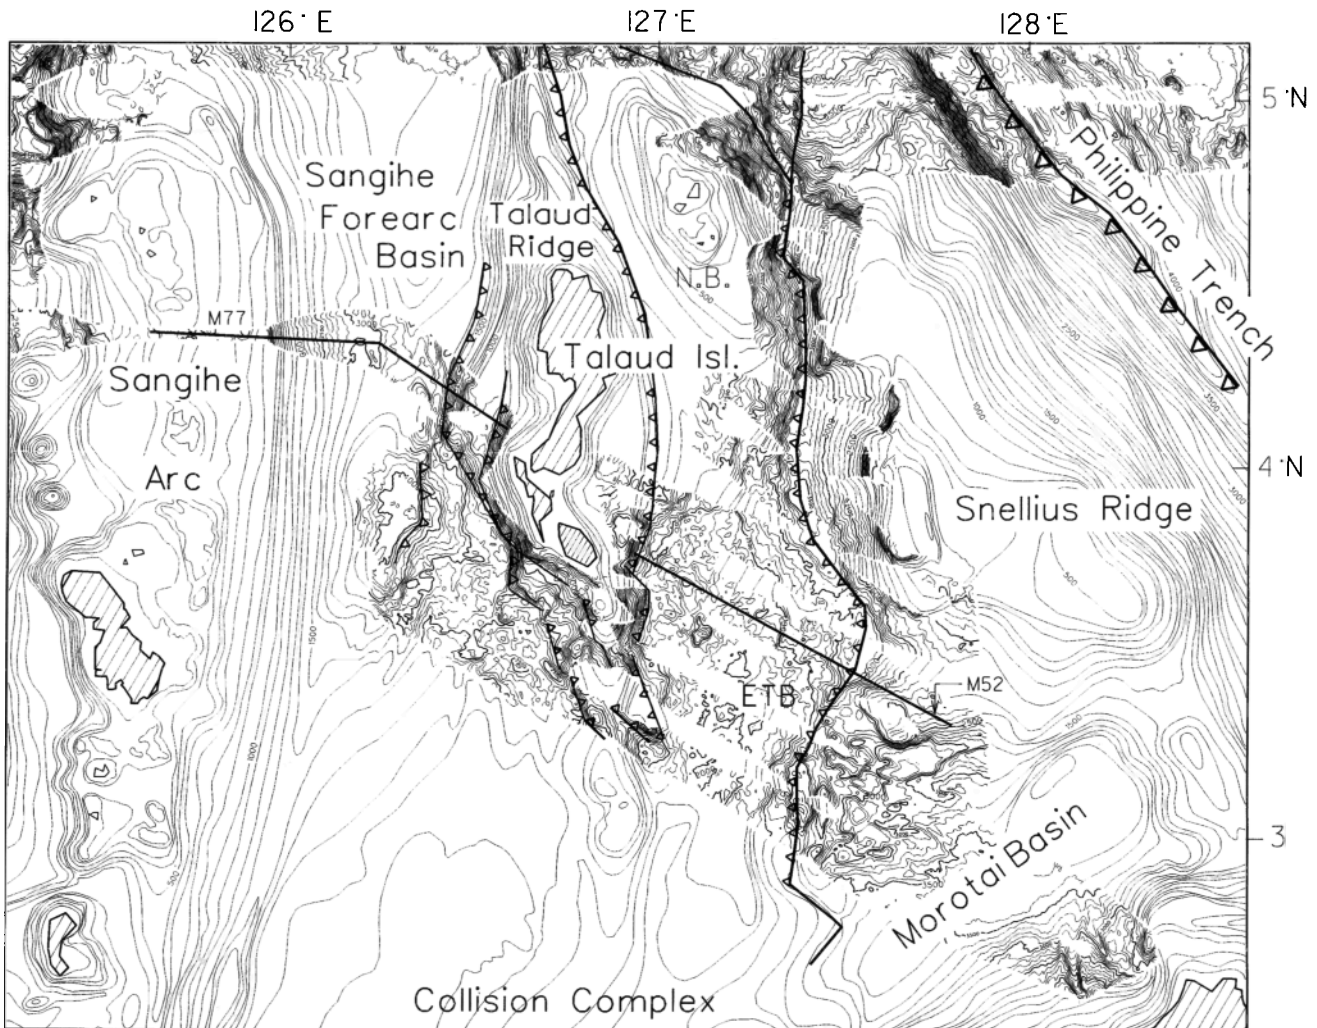 126°E 127°E 128°E
5°N
Philippine Trench
Sangihe
Forearc
Basin
Talaud
Ridge
N.B.
M77
Talaud Isl.
Sangihe
Arc
4°N
Snellius Ridge
M52
ETB
3
Morotai Basin
Collision Complex